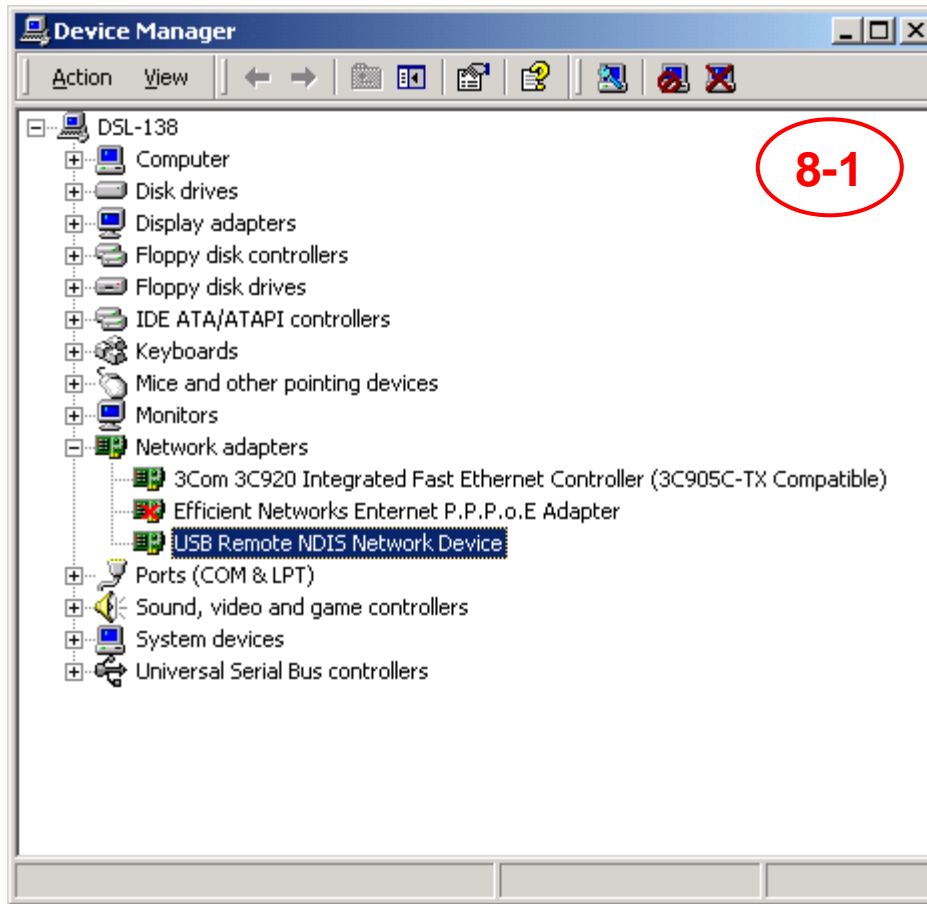 Device Manager
Action View
DSL-138
8-1
Computer
Disk drives
Display adapters
Floppy disk controllers
Floppy disk drives
IDE ATA/ATAPI controllers
Keyboards
Mice and other pointing devices
Monitors
Network adapters
3Com 3C920 Integrated Fast Ethernet Controller (3C905C-TX Compatible)
Efficient Networks Enternet P.P.P.o.E Adapter
USB Remote NDIS Network Device
Ports (COM & LPT)
Sound, video and game controllers
System devices
Universal Serial Bus controllers